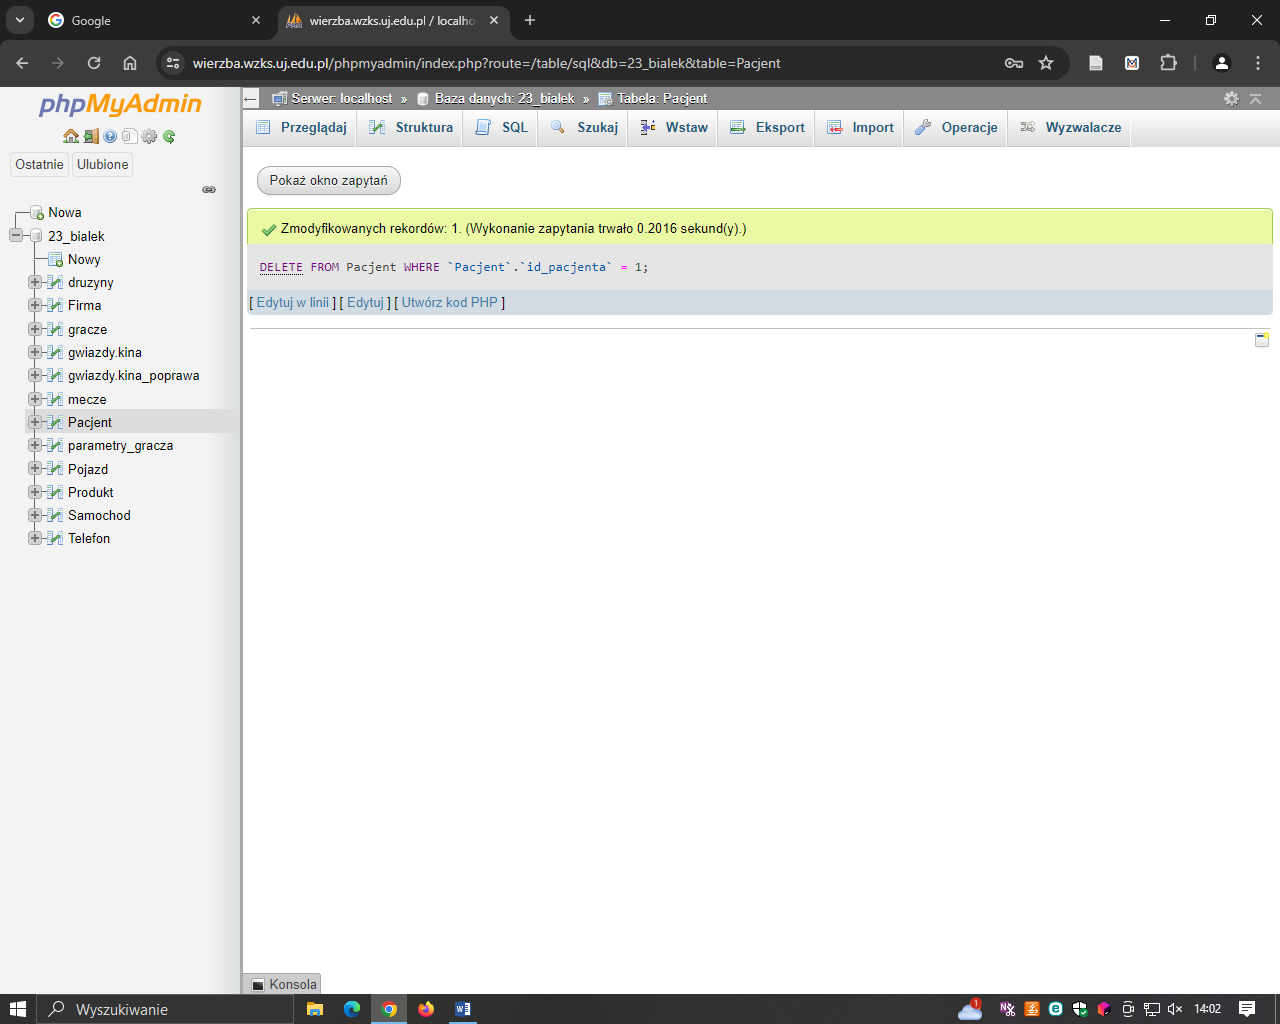 Google
wierzba.wzks.uj.edu.pl / localho
wierzba.wzks.uj.edu.pl/phpmyadmin/index.php?route=/table/sql&db=23_bialek&table=Pacjent
phpMyAdmin
Ostatnie Ulubione
Nowa
23_bialek
Nowy
druzyny
Firma
gracze
gwiazdy.kina
gwiazdy.kina_poprawa
mecze
Pacjent
parametry_gracza
Pojazd
Produkt
Samochod
Telefon
Serwer: localhost » Baza danych: 23_bialek » Tabela: Pacjent
Przeglądaj Struktura SQL Szukaj Wstaw Eksport Import Operacje Wyzwalacze
Pokaż okno zapytań
Zmodyfikowanych rekordów: 1. (Wykonanie zapytania trwało 0.2016 sekund(y).)
DELETE FROM Pacjent WHERE `Pacjent`.`id_pacjenta` = 1;
[ Edytuj w linii ] [ Edytuj ] [ Utwórz kod PHP ]
Konsola
Wyszukiwanie
1
14:02